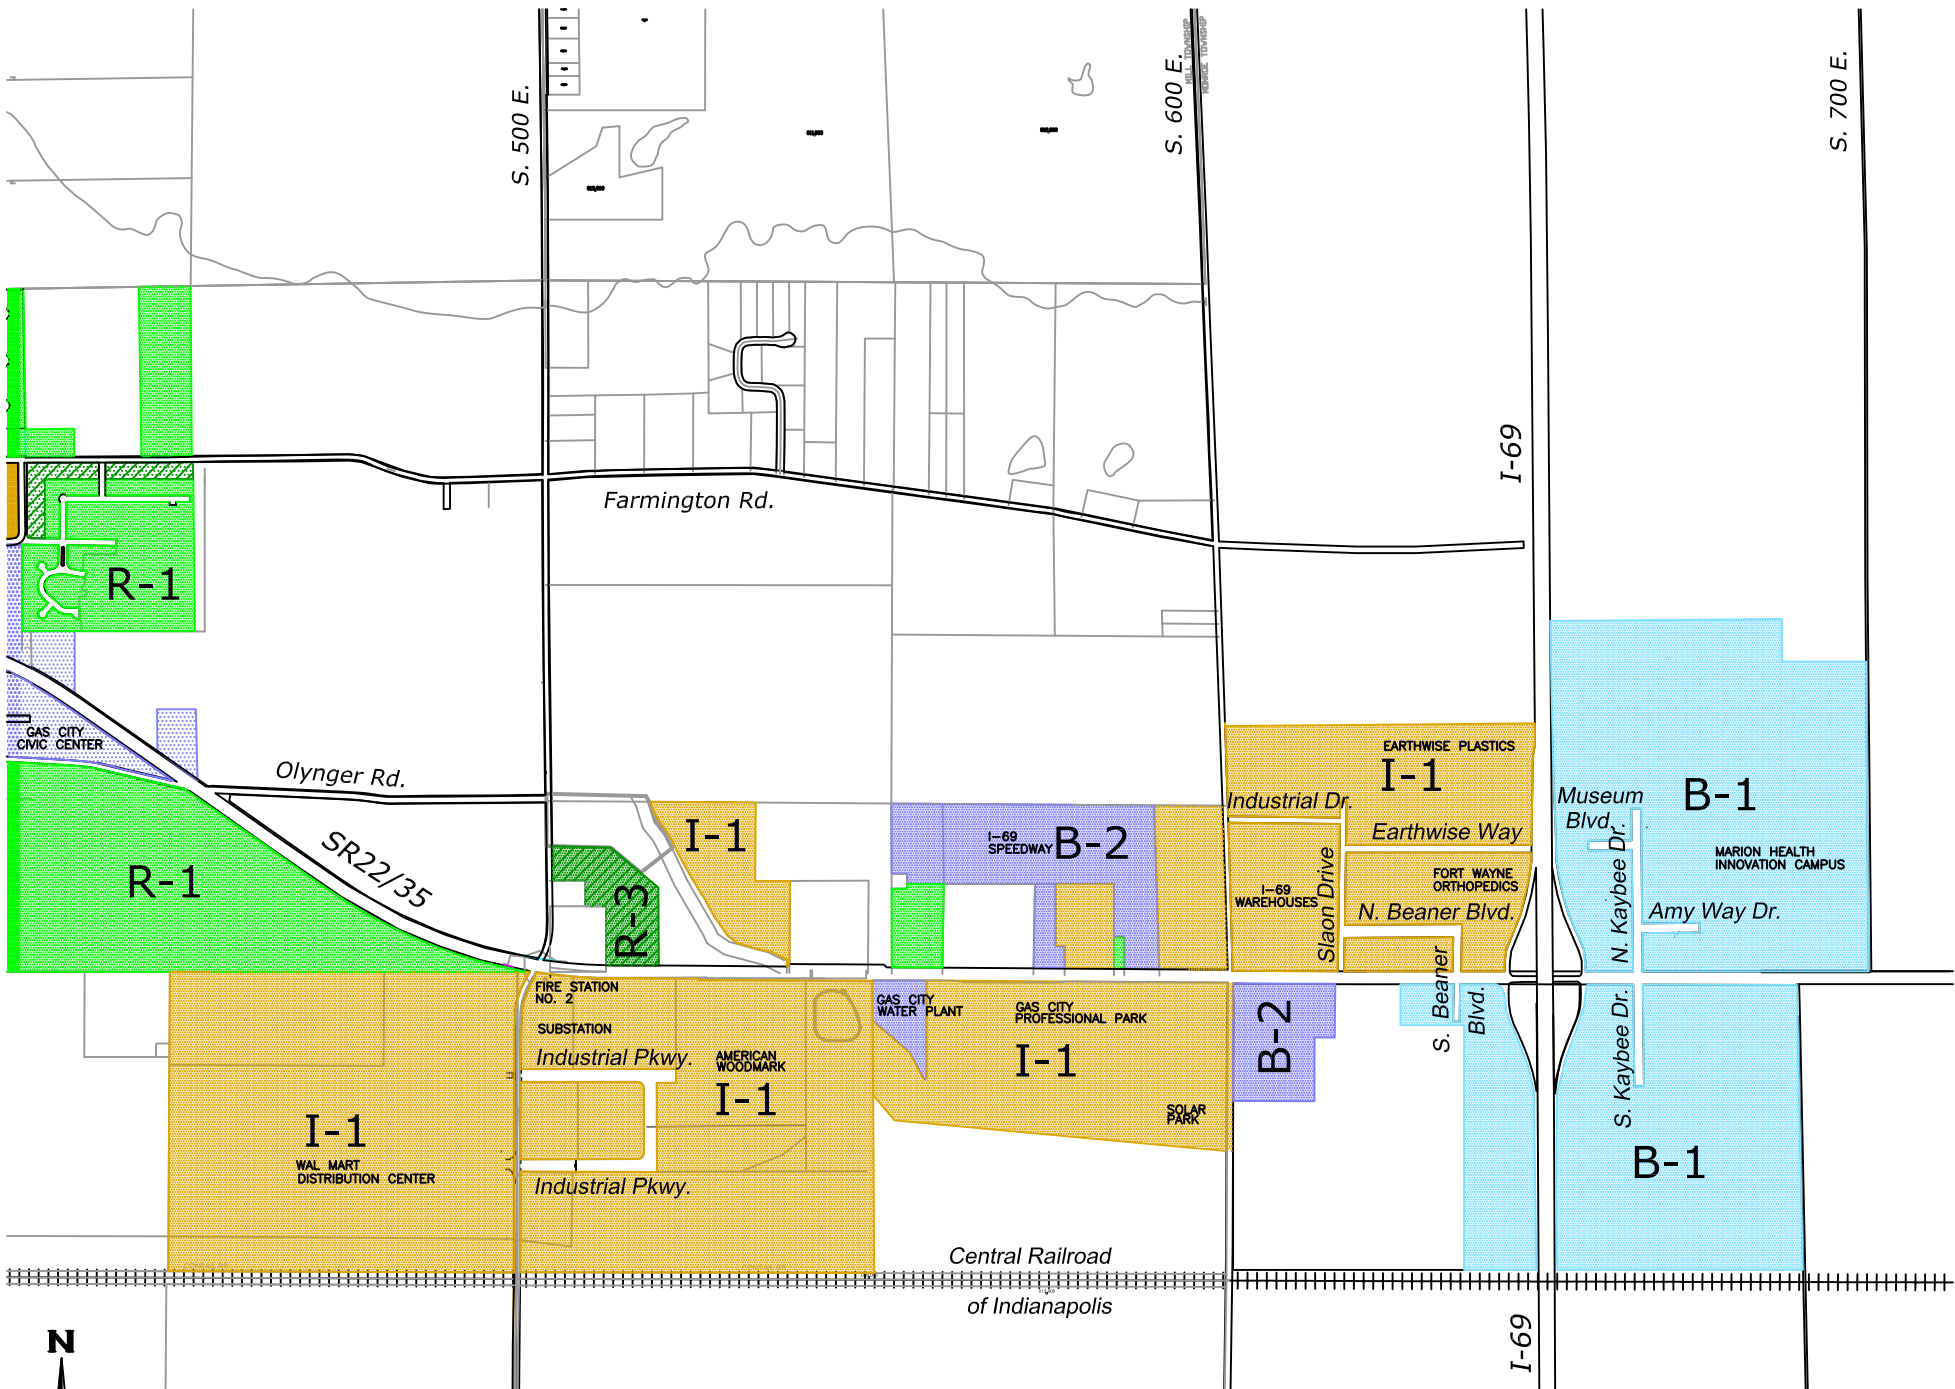 S. 500 E.
S. 600 E.
MILL TOWNSHIP
MONROE TOWNSHIP
S. 700 E.
I-69
Farmington Rd.
R-1
GAS CITY
CIVIC CENTER
Olynger Rd.
SR22/35
R-1
I-1
R-3
I-69
SPEEDWAY
B-2
EARTHWISE PLASTICS
I-1
Industrial Dr.
Earthwise Way
Slaon Drive
I-69
WAREHOUSES
FORT WAYNE
ORTHOPEDICS
N. Beaner Blvd.
S. Beaner
Blvd.
Museum
Blvd.
N. Kaybee Dr.
B-1
MARION HEALTH
INNOVATION CAMPUS
Amy Way Dr.
S. Kaybee Dr.
B-1
FIRE STATION
NO. 2
SUBSTATION
Industrial Pkwy.
AMERICAN
WOODMARK
I-1
GAS CITY
WATER PLANT
GAS CITY
PROFESSIONAL PARK
I-1
SOLAR
PARK
B-2
I-1
WAL MART
DISTRIBUTION CENTER
Industrial Pkwy.
Central Railroad
of Indianapolis
I-69
N